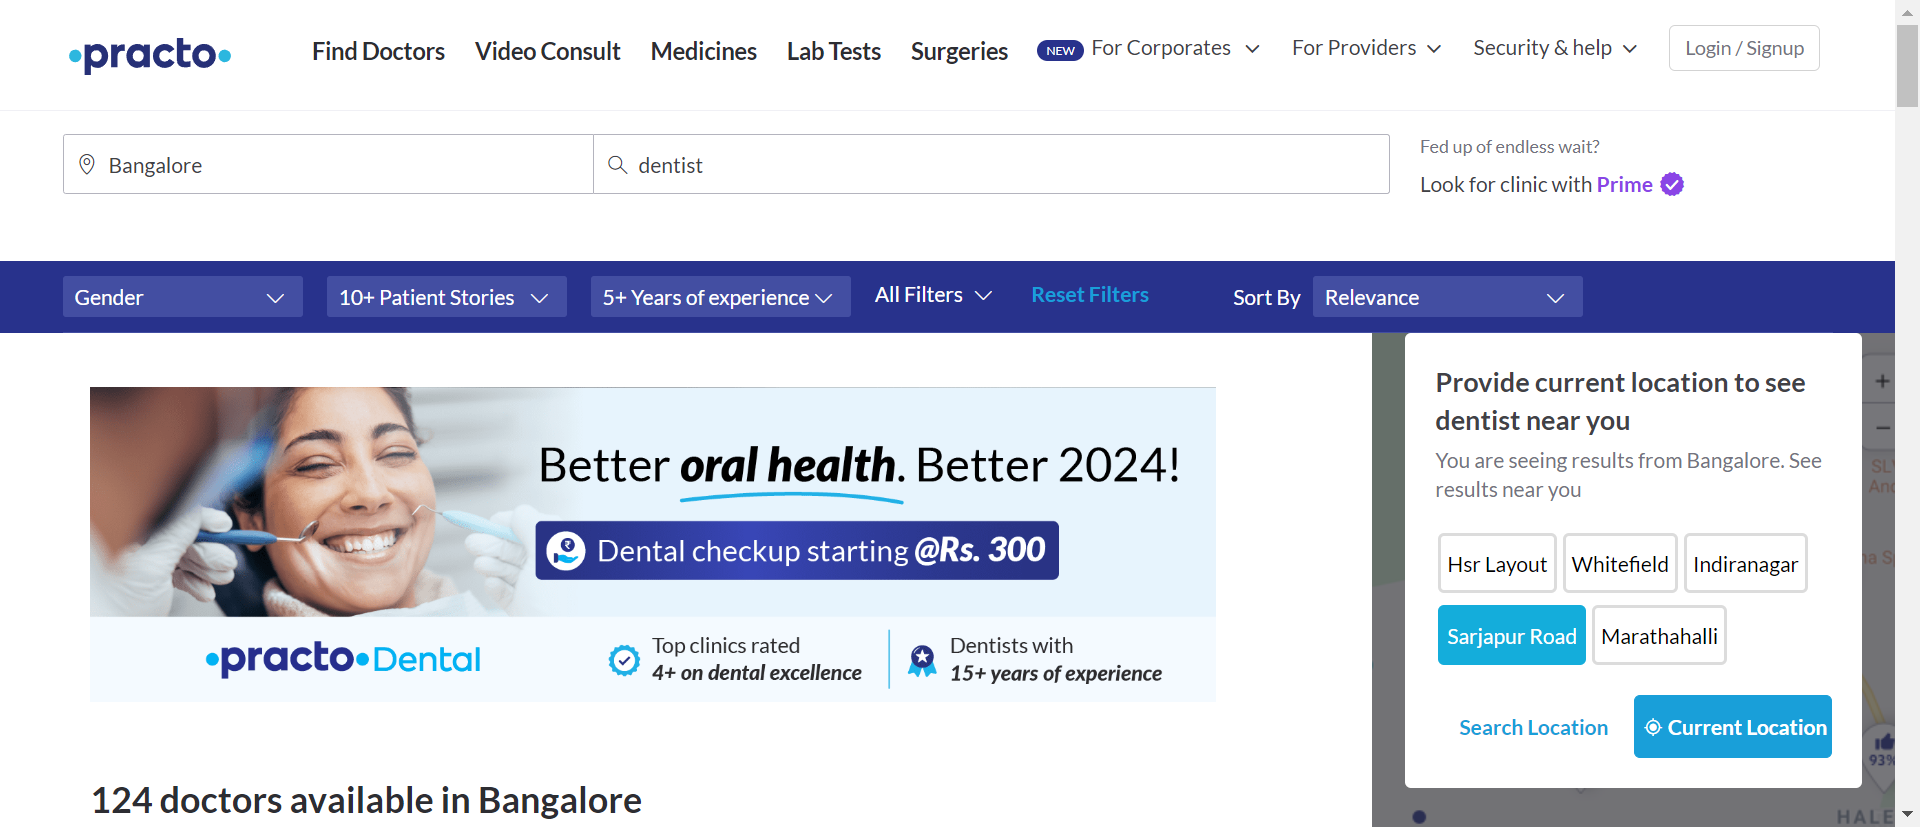 practo
Find Doctors
Video Consult
Medicines
Lab Tests
Surgeries
NEW
For Corporates
For Providers
Security & help
Login / Signup
Bangalore
dentist
Fed up of endless wait?
Look for clinic with Prime
Gender
10+ Patient Stories
5+ Years of experience
All Filters
Reset Filters
Sort By
Relevance
Better oral health. Better 2024!
Dental checkup starting @Rs. 300
practo Dental
Top clinics rated
4+ on dental excellence
Dentists with
15+ years of experience
124 doctors available in Bangalore
Provide current location to see
dentist near you
You are seeing results from Bangalore. See
results near you
Hsr Layout
Whitefield
Indiranagar
Sarjapur Road
Marathahalli
Search Location
Current Location
+
−
93%